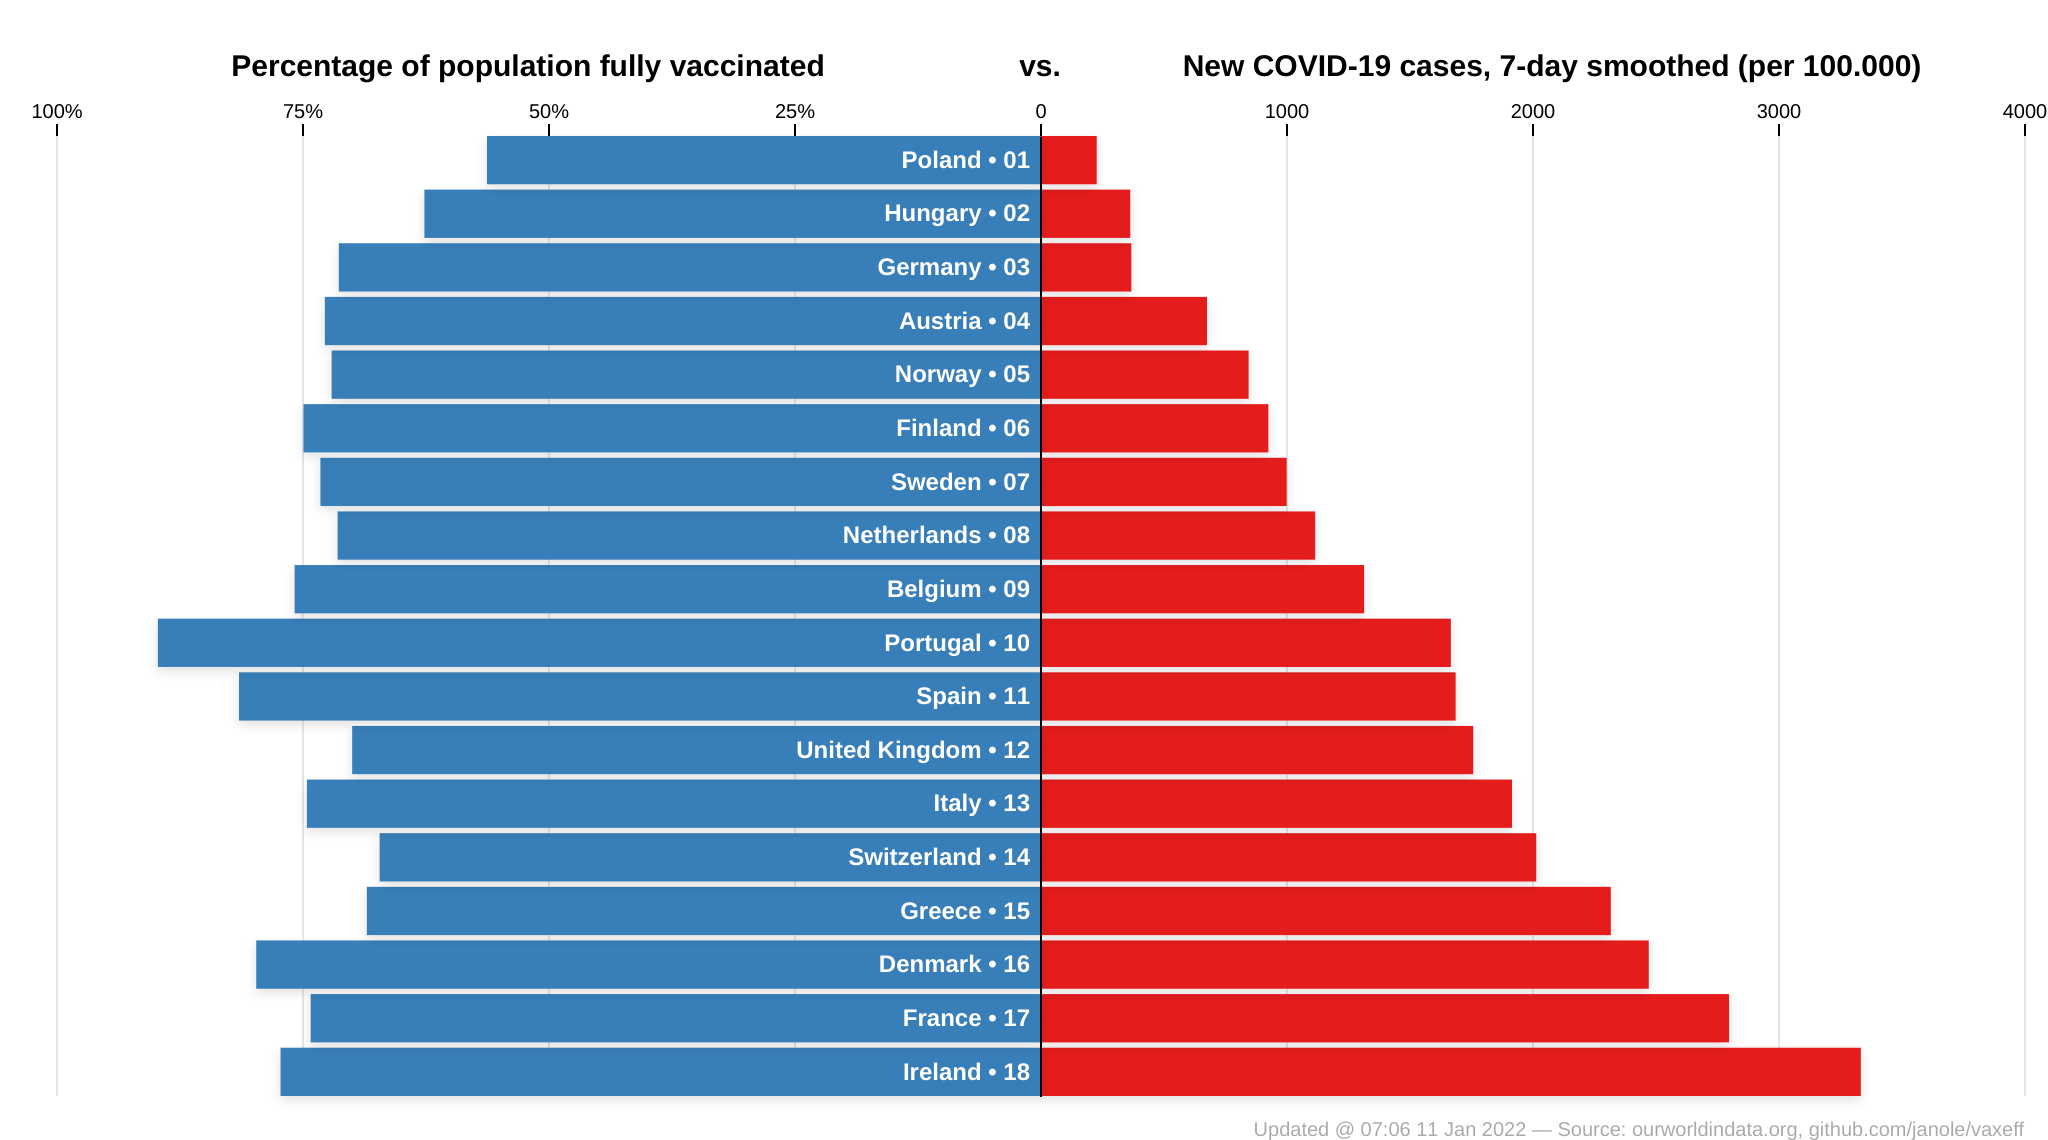 Percentage of population fully vaccinated vs. New COVID-19 cases, 7-day smoothed (per 100.000)
100% 75% 50% 25% 0 1000 2000 3000 4000
Poland • 01
Hungary • 02
Germany • 03
Austria • 04
Norway • 05
Finland • 06
Sweden • 07
Netherlands • 08
Belgium • 09
Portugal • 10
Spain • 11
United Kingdom • 12
Italy • 13
Switzerland • 14
Greece • 15
Denmark • 16
France • 17
Ireland • 18
Updated @ 07:06 11 Jan 2022 — Source: ourworldindata.org, github.com/janole/vaxeff